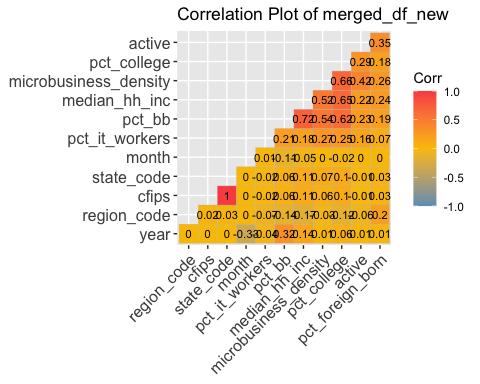 Correlation Plot of merged_df_new
active 0.35
pct_college 0.29 0.18
microbusiness_density 0.66 0.42 0.26
median_hh_inc 0.52 0.65 0.22 0.24
pct_bb 0.72 0.54 0.62 0.23 0.19
pct_it_workers 0.21 0.18 0.27 0.25 0.16 0.07
month 0.01 -0.14 -0.05 0 -0.02 0 0
state_code 0 -0.02 0.06 0.11 0.07 0.1 -0.01 0.03
cfips 1 0 -0.02 0.06 0.11 0.06 0.1 -0.01 0.03
region_code 0.02 0.03 0 -0.07 -0.14 -0.17 -0.03 -0.12 -0.06 0.2
year 0 0 0 -0.33 -0.04 0.32 0.14 0.01 0.06 0.01 0.01
region_code
cfips
state_code
month
pct_it_workers
pct_bb
median_hh_inc
microbusiness_density
pct_college
active
pct_foreign_born
Corr
1.0
0.5
0.0
-0.5
-1.0